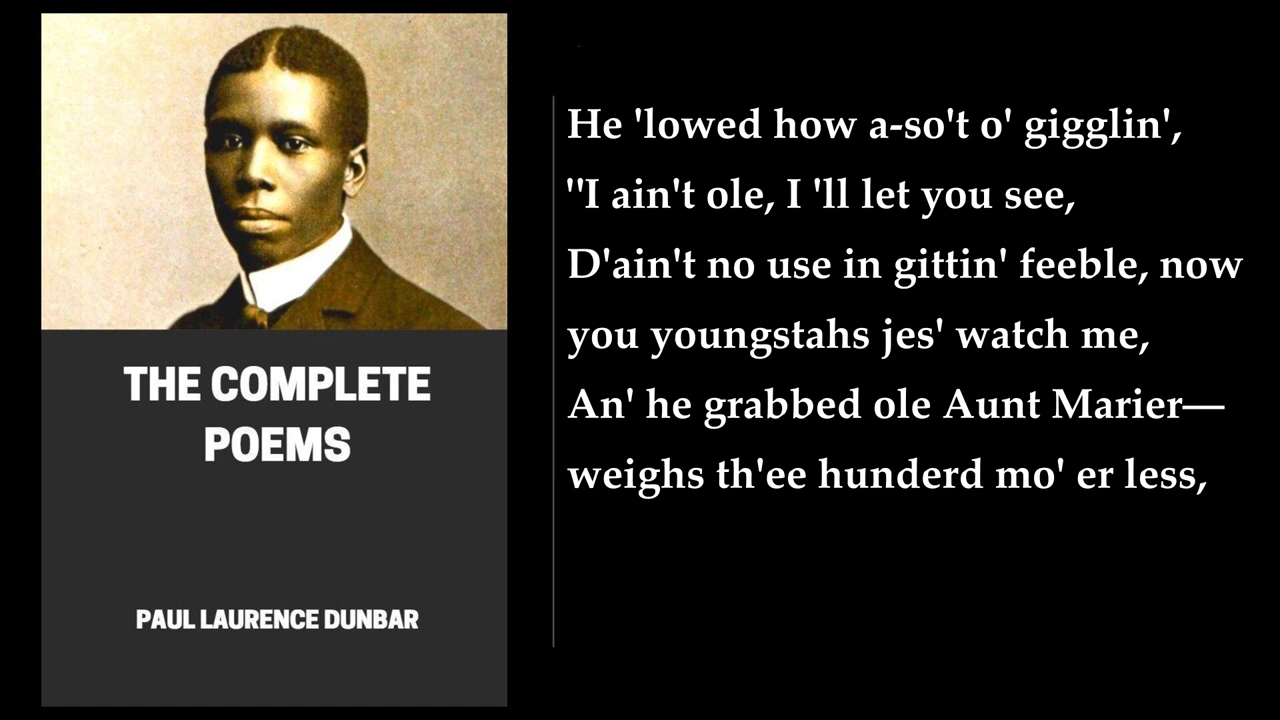 THE COMPLETE
POEMS
PAUL LAURENCE DUNBAR
He 'lowed how a-so't o' gigglin',
"I ain't ole, I 'll let you see,
D'ain't no use in gittin' feeble, now
you youngstahs jes' watch me,
An' he grabbed ole Aunt Marier—
weighs th'ee hunderd mo' er less,